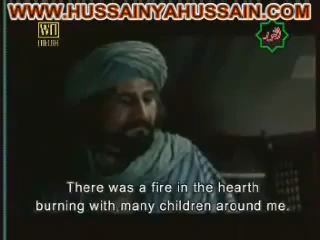 WWW.HUSSAINYAHUSSAIN.COM
There was a fire in the hearth
burning with many children around me.